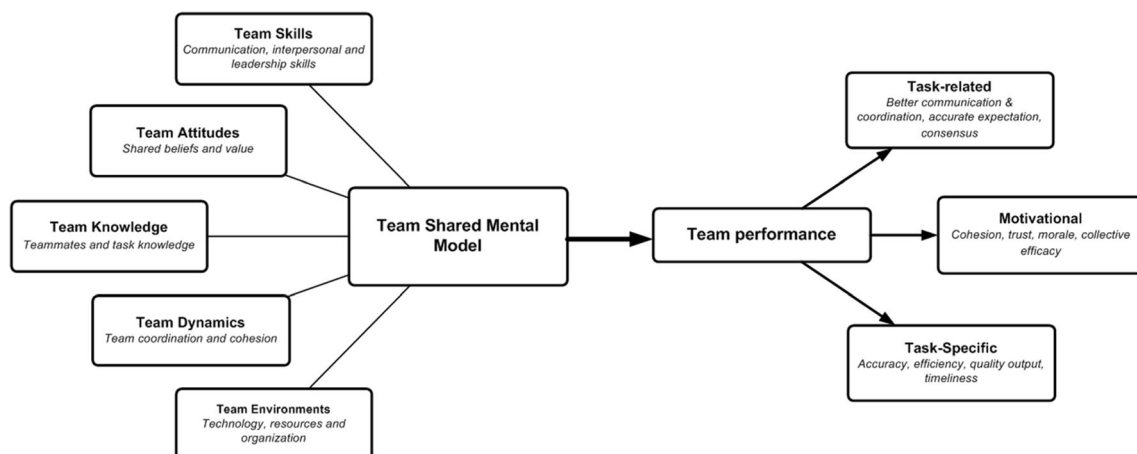 Team Skills
Communication, interpersonal and
leadership skills
Team Attitudes
Shared beliefs and value
Team Knowledge
Teammates and task knowledge
Team Dynamics
Team coordination and cohesion
Team Environments
Technology, resources and
organization
Team Shared Mental
Model
Team performance
Task-related
Better communication &
coordination, accurate expectation,
consensus
Motivational
Cohesion, trust, morale, collective
efficacy
Task-Specific
Accuracy, efficiency, quality output,
timeliness